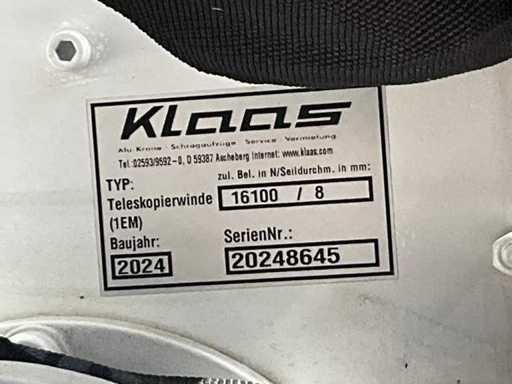 Klaas
Alu-Krane · Schrägaufzüge · Service · Vermietung
Tel.:02593/9592-0, D 59387 Ascheberg Internet: www.klaas.com
TYP: zul. Bel. in N/Seildurchm. in mm:
Teleskopierwinde 16100 / 8
(1EM)
Baujahr: SerienNr.:
2024 20248645